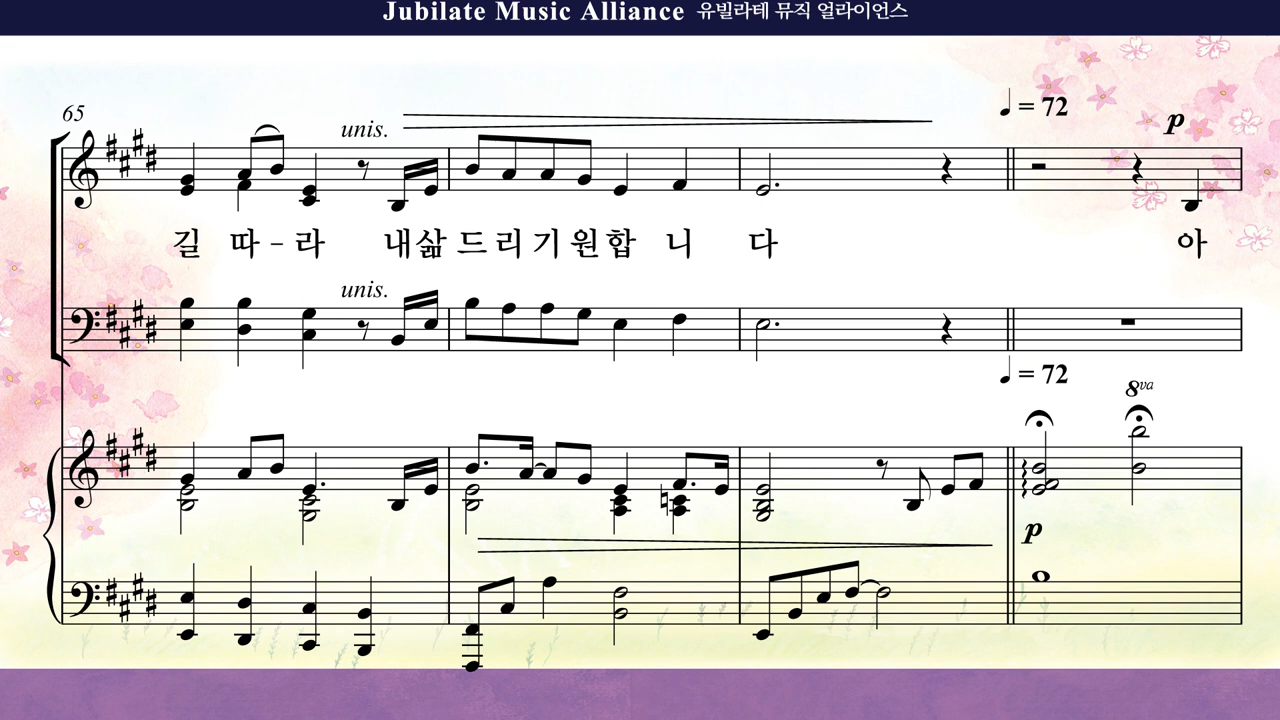 Jubilate Music Alliance 유빌라테 뮤직 얼라이언스
65
♩ = 72
unis.
p
길 따 - 라 내삶 드 리 기 원 합 니 다 아
unis.
♩ = 72
8va
p